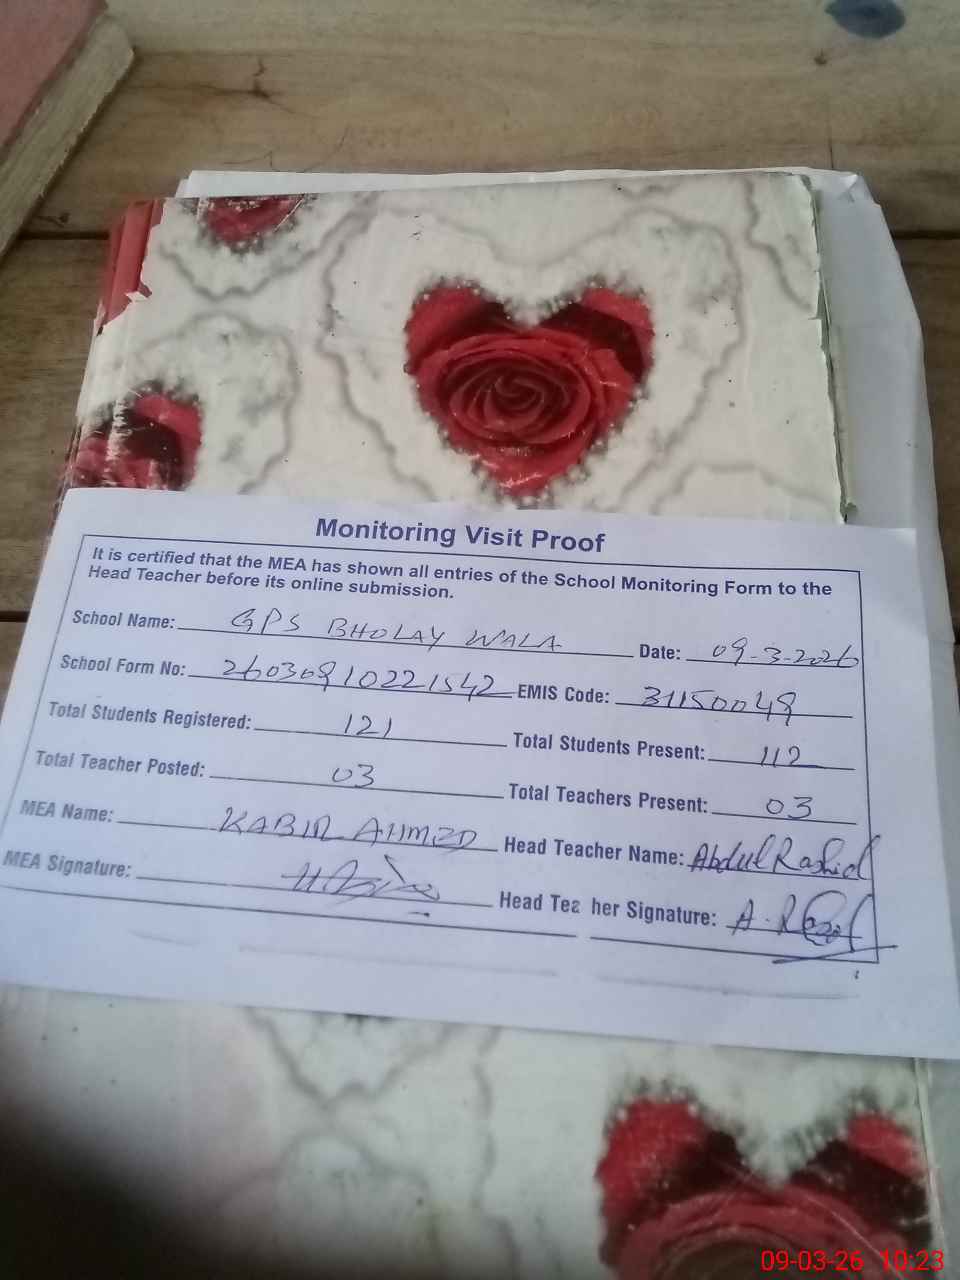 Monitoring Visit Proof
It is certified that the MEA has shown all entries of the School Monitoring Form to the
Head Teacher before its online submission.
School Name: GPS BHOLAY WALA Date: 09-3-2026
School Form No: 26030910221542 EMIS Code: 31150049
Total Students Registered: 121 Total Students Present: 112
Total Teacher Posted: 03 Total Teachers Present: 03
MEA Name: KABIR AHMED Head Teacher Name: Abdul Rashid
MEA Signature: Head Teacher Signature: A.
09-03-26 10:23